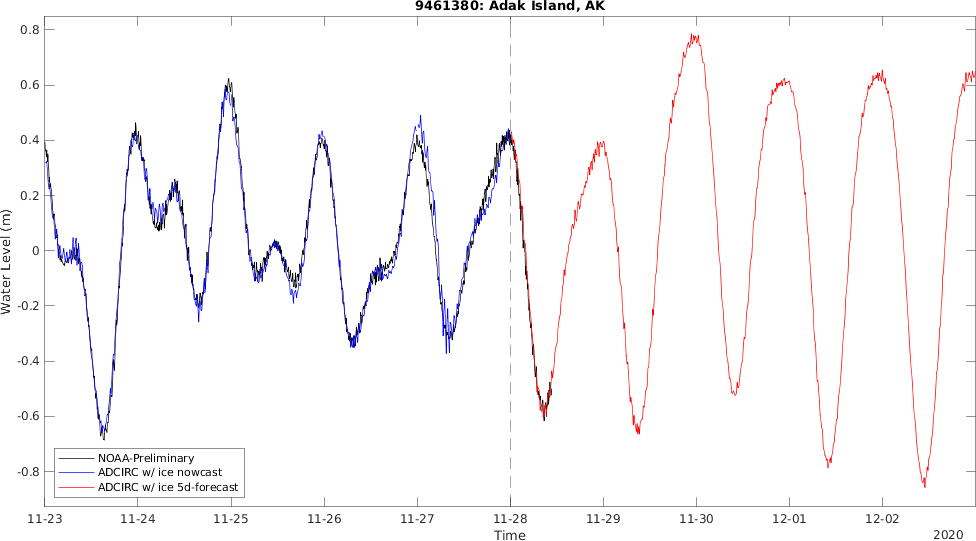 9461380: Adak Island, AK
0.8
0.6
0.4
0.2
0
-0.2
-0.4
-0.6
-0.8
Water Level (m)
NOAA-Preliminary
ADCIRC w/ ice nowcast
ADCIRC w/ ice 5d-forecast
11-23 11-24 11-25 11-26 11-27 11-28 11-29 11-30 12-01 12-02
Time
2020